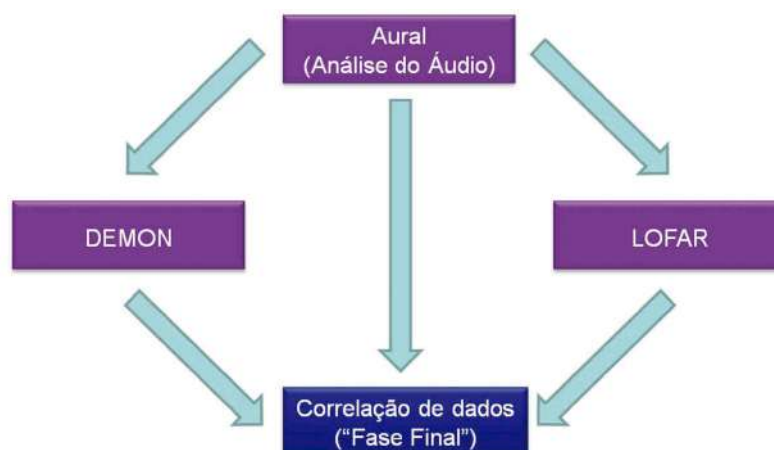 Aural
(Análise do Áudio)
DEMON
LOFAR
Correlação de dados
(“Fase Final”)